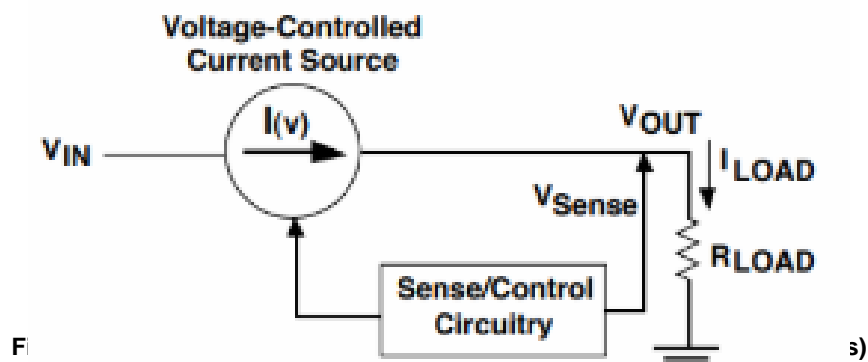 Voltage-Controlled
Current Source
I(v)
VIN
VOUT
ILOAD
VSense
RLOAD
Sense/Control
Circuitry